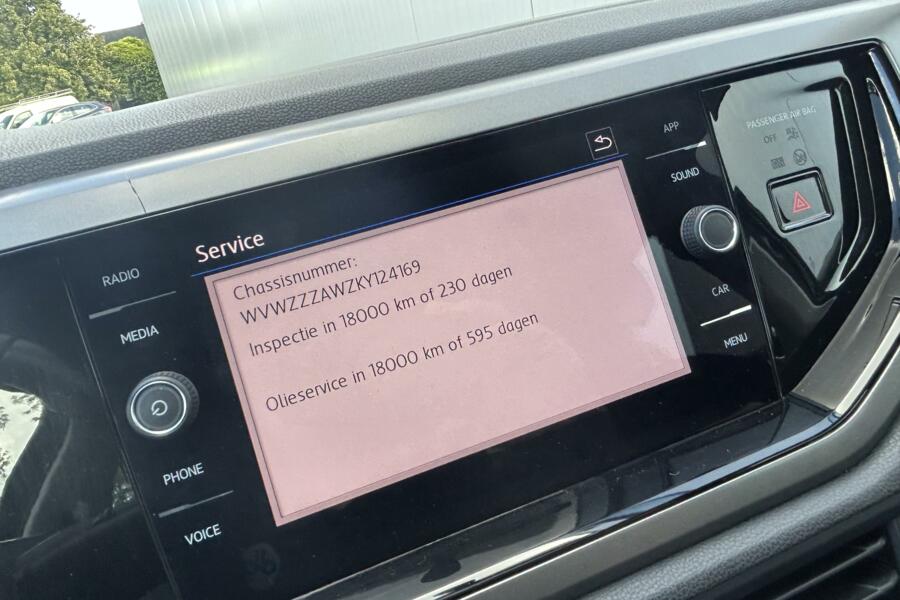 Service
Chassisnummer:
WVWZZZAWZKY124169
Inspectie in 18000 km of 230 dagen
Olieservice in 18000 km of 595 dagen
RADIO
MEDIA
PHONE
VOICE
APP
SOUND
CAR
MENU
PASSENGER AIR BAG
OFF